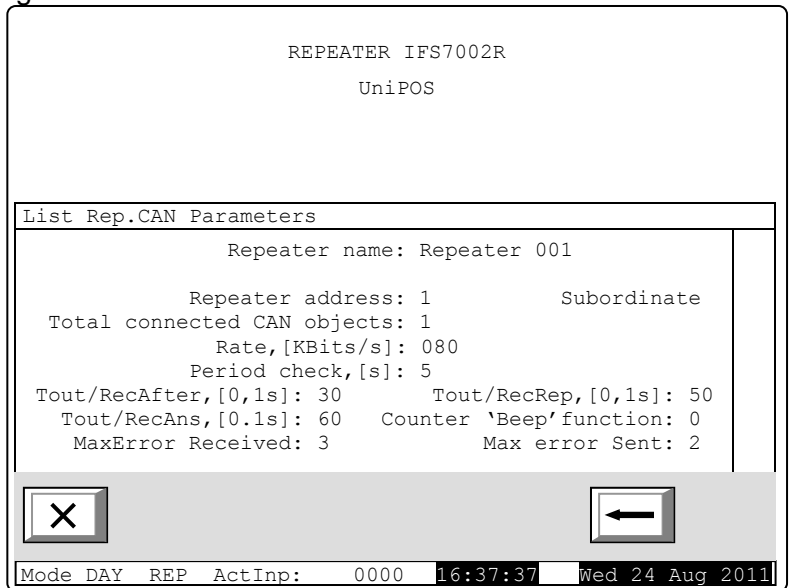 REPEATER IFS7002R
UniPOS
List Rep.CAN Parameters
Repeater name: Repeater 001
Repeater address: 1 Subordinate
Total connected CAN objects: 1
Rate,[KBits/s]: 080
Period check,[s]: 5
Tout/RecAfter,[0,1s]: 30 Tout/RecRep,[0,1s]: 50
Tout/RecAns,[0.1s]: 60 Counter ‘Beep’function: 0
MaxError Received: 3 Max error Sent: 2
Mode DAY REP ActInp: 0000 16:37:37 Wed 24 Aug 2011